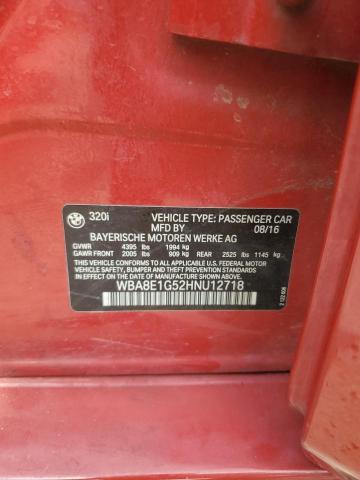 320i VEHICLE TYPE: PASSENGER CAR
MFD BY 08/16
BAYERISCHE MOTOREN WERKE AG
GVWR 4395 lbs 1994 kg
GAWR FRONT 2005 lbs 909 kg REAR 2525 lbs 1145 kg
THIS VEHICLE CONFORMS TO ALL APPLICABLE U.S. FEDERAL MOTOR
VEHICLE SAFETY, BUMPER, AND THEFT PREVENTION STANDARDS
IN EFFECT ON THE DATE OF MANUFACTURE SHOWN ABOVE.
WBA8E1G52HNU12718